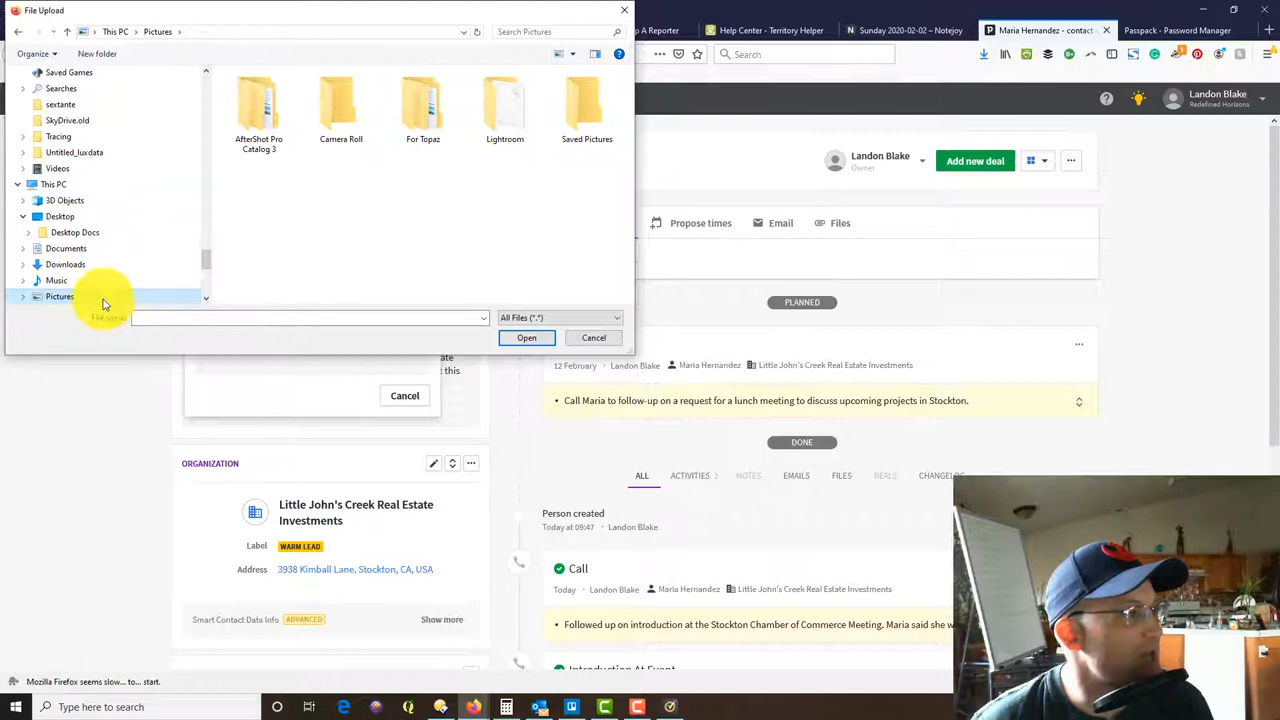 File Upload
This PC
Pictures
Search Pictures
Organize
New folder
Saved Games
Searches
sextante
SkyDrive.old
Tracing
Untitled_luxdata
Videos
This PC
3D Objects
Desktop
Desktop Docs
Documents
Downloads
Music
Pictures
AfterShot Pro
Catalog 3
Camera Roll
For Topaz
Lightroom
Saved Pictures
All Files (*.*)
Open
Cancel
p A Reporter
Help Center - Territory Helper
Sunday 2020-02-02 — Notejoy
Maria Hernandez - contact
Passpack - Password Manager
Search
Landon Blake
Redefined Horizons
Landon Blake
Owner
Add new deal
Propose times
Email
Files
PLANNED
12 February · Landon Blake
Maria Hernandez
Little John's Creek Real Estate Investments
• Call Maria to follow-up on a request for a lunch meeting to discuss upcoming projects in Stockton.
DONE
ALL
ACTIVITIES 2
NOTES
EMAILS
FILES
DEALS
CHANGELOG
Person created
Today at 09:47 · Landon Blake
Call
Today · Landon Blake
Maria Hernandez
Little John's Creek Real Estate Investments
• Followed up on introduction at the Stockton Chamber of Commerce Meeting. Maria said she w
Introduction At Event
state
t this
Cancel
ORGANIZATION
Little John's Creek Real Estate
Investments
Label
WARM LEAD
Address
3938 Kimball Lane, Stockton, CA, USA
Smart Contact Data Info
ADVANCED
Show more
Mozilla Firefox seems slow... to... start.
Type here to search